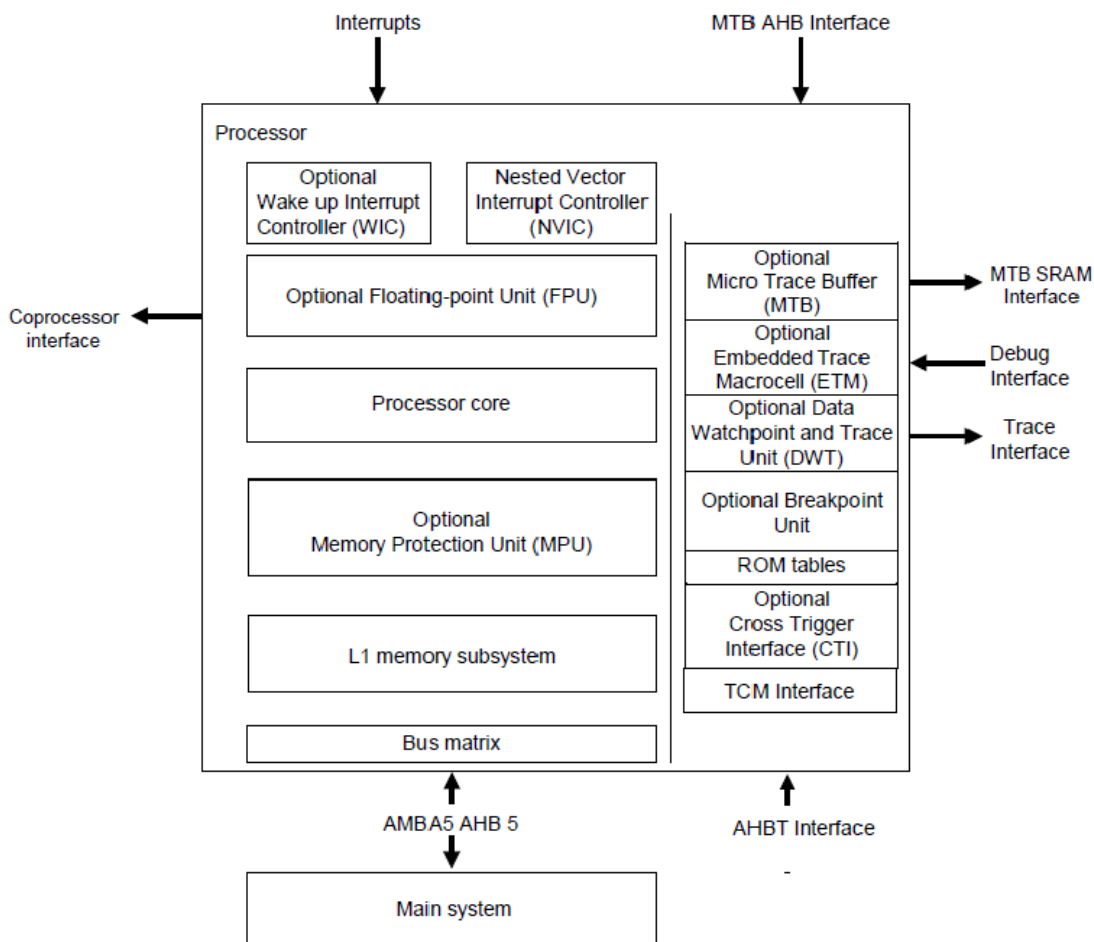 Interrupts
MTB AHB Interface
Processor
Optional
Wake up Interrupt
Controller (WIC)
Nested Vector
Interrupt Controller
(NVIC)
Optional Floating-point Unit (FPU)
Processor core
Optional
Memory Protection Unit (MPU)
L1 memory subsystem
Bus matrix
Optional
Micro Trace Buffer
(MTB)
Optional
Embedded Trace
Macrocell (ETM)
Optional Data
Watchpoint and Trace
Unit (DWT)
Optional Breakpoint
Unit
ROM tables
Optional
Cross Trigger
Interface (CTI)
TCM Interface
Coprocessor
interface
MTB SRAM
Interface
Debug
Interface
Trace
Interface
AMBA5 AHB 5
AHBT Interface
Main system